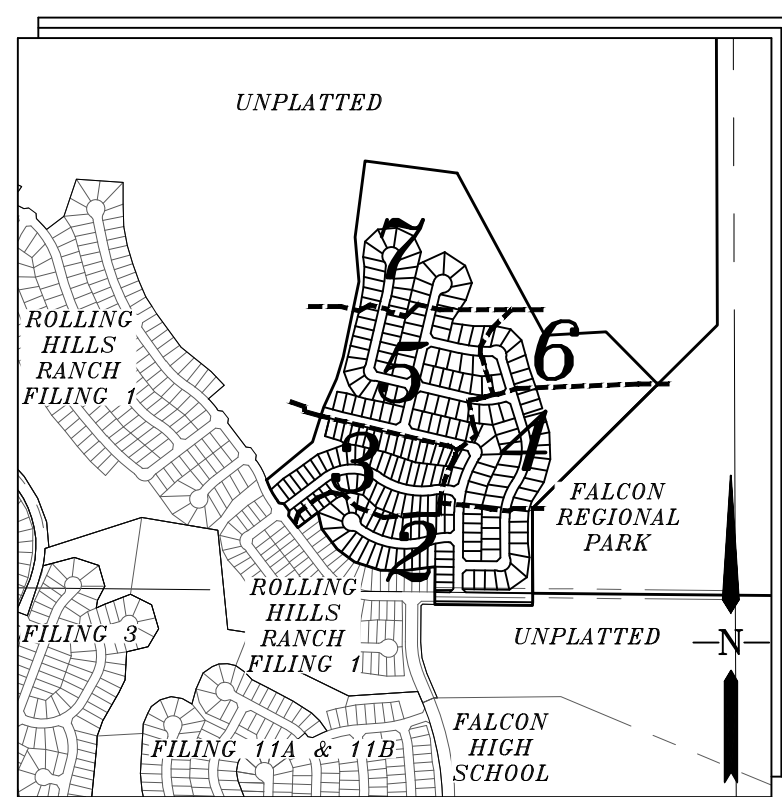 UNPLATTED
7
6
ROLLING
HILLS
RANCH
FILING 1
5
4
3
FALCON
REGIONAL
PARK
2
ROLLING
HILLS
RANCH
FILING 1
FILING 3
UNPLATTED
N
FILING 11A & 11B
FALCON
HIGH
SCHOOL